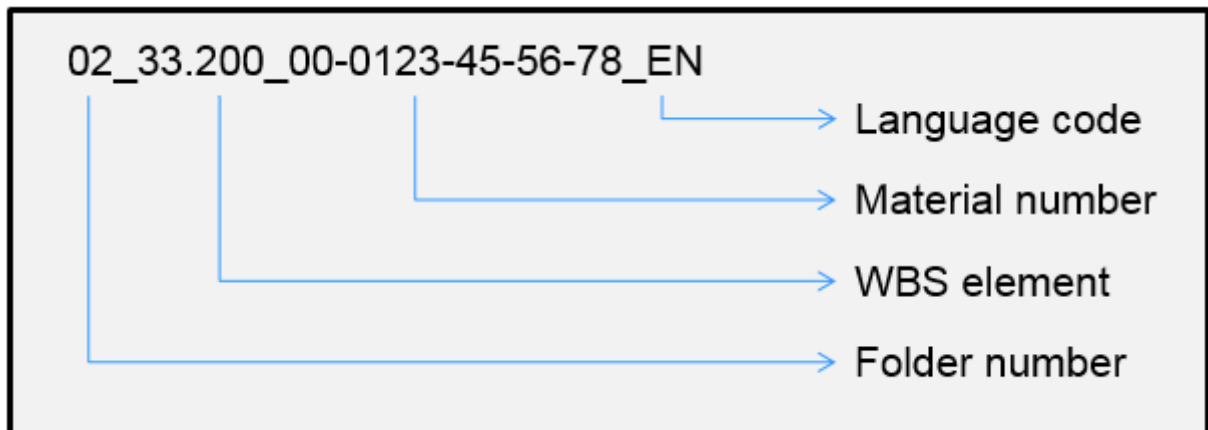 02_33.200_00-0123-45-56-78_EN
Language code
Material number
WBS element
Folder number